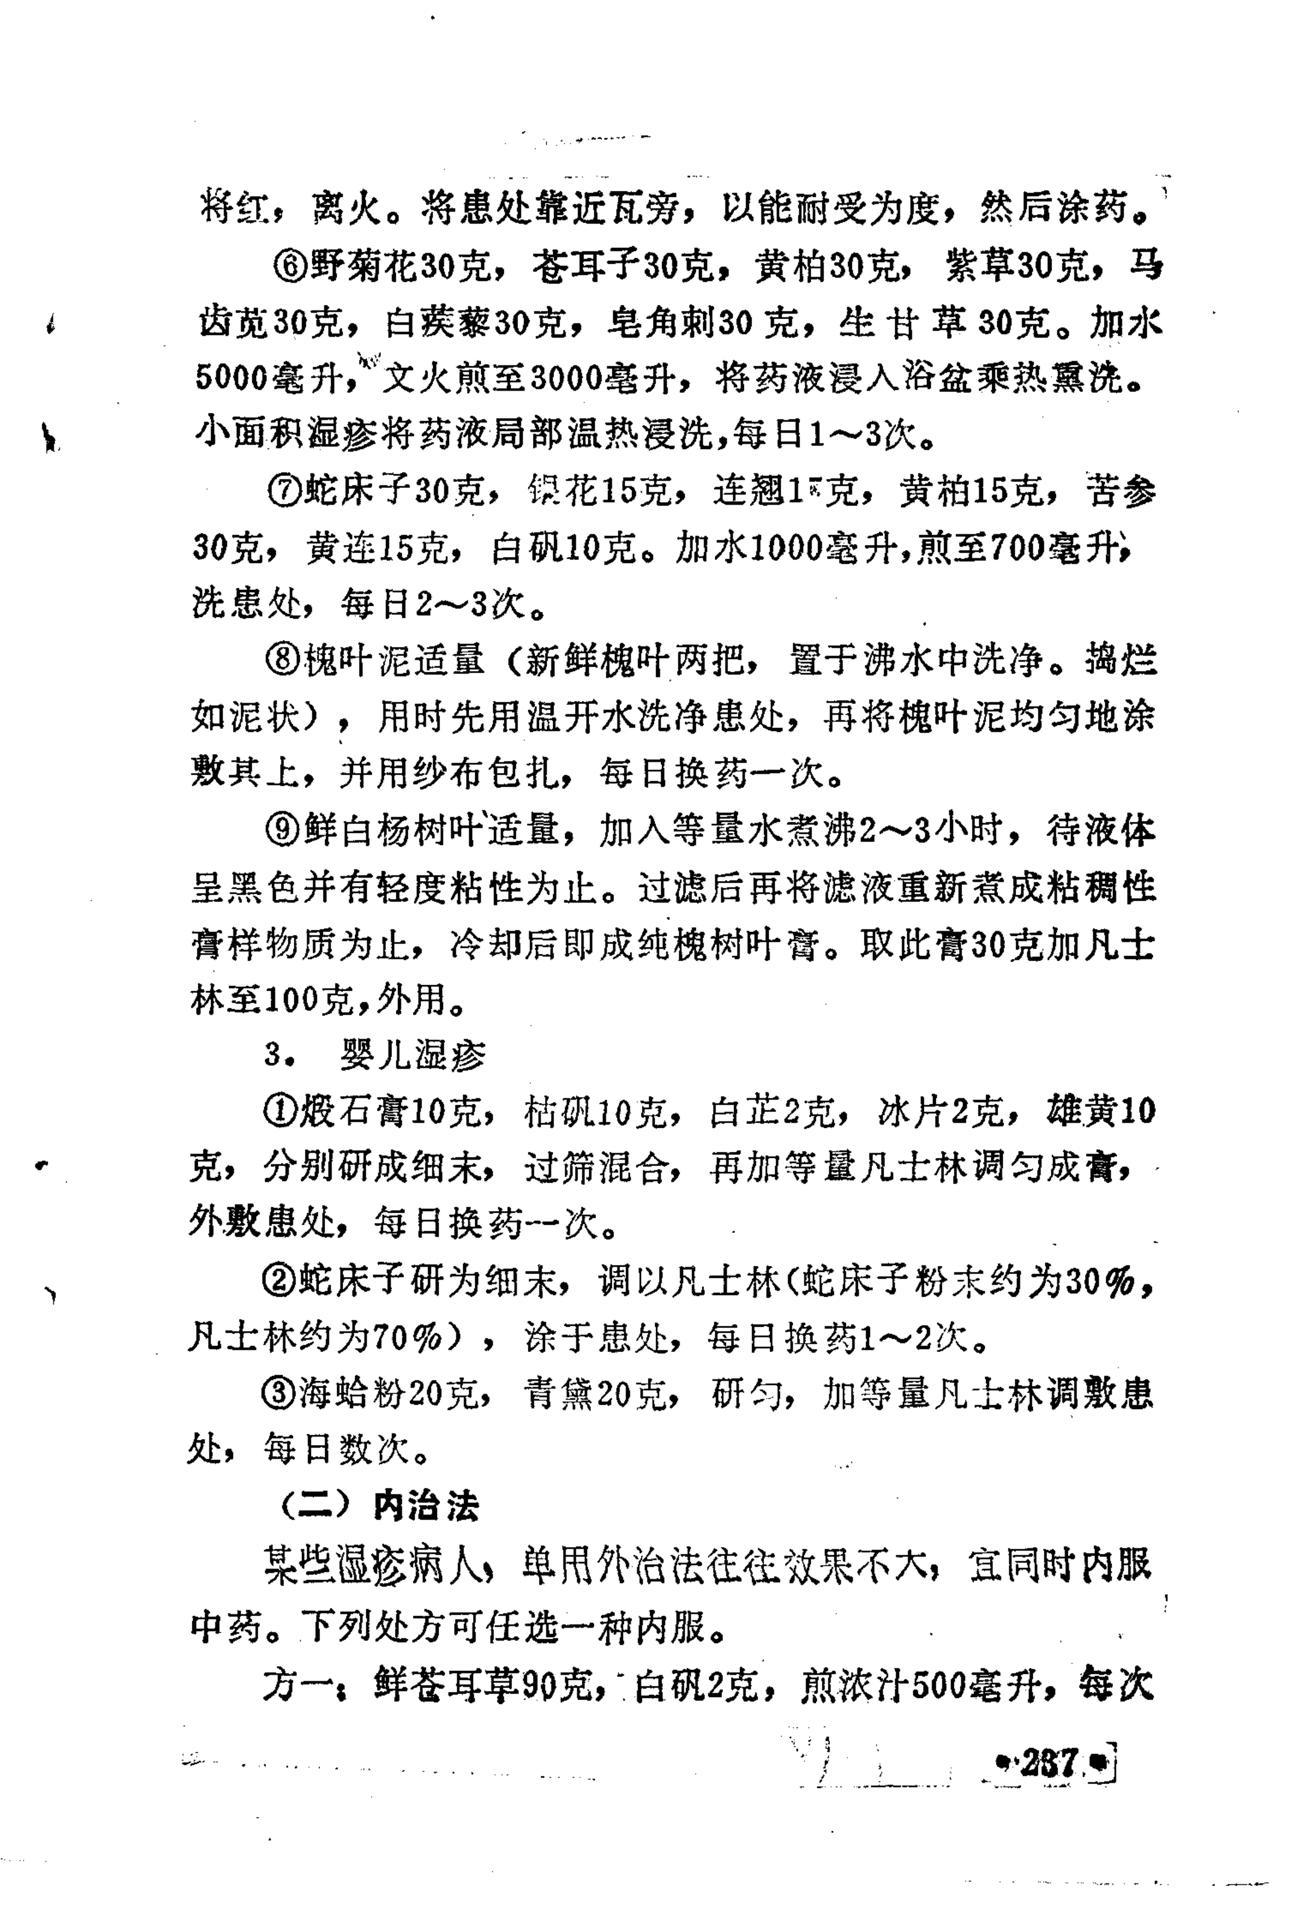 将红，离火。将患处靠近瓦旁，以能耐受为度，然后涂药。
⑥野菊花30克，苍耳子30克，黄柏30克，紫草30克，马
齿苋30克，白蒺藜30克，皂角刺30克，生甘草30克。加水
5000毫升，文火煎至3000毫升，将药液浸入浴盆乘热熏洗。
小面积湿疹将药液局部温热浸洗，每日1～3次。
⑦蛇床子30克，银花15克，连翘1克，黄柏15克，苦参
30克，黄连15克，白矾10克。加水1000毫升，煎至700毫升，
洗患处，每日2～3次。
⑧槐叶泥适量（新鲜槐叶两把，置于沸水中洗净。捣烂
如泥状），用时先用温开水洗净患处，再将槐叶泥均匀地涂
敷其上，并用纱布包扎，每日换药一次。
⑨鲜白杨树叶适量，加入等量水煮沸2～3小时，待液体
呈黑色并有轻度粘性为止。过滤后再将滤液重新煮成粘稠性
膏样物质为止，冷却后即成纯槐树叶膏。取此膏30克加凡士
林至100克，外用。
3．婴儿湿疹
①煅石膏10克，枯矾10克，白芷2克，冰片2克，雄黄10
克，分别研成细末，过筛混合，再加等量凡士林调匀成膏，
外敷患处，每日换药一次。
②蛇床子研为细末，调以凡士林（蛇床子粉末约为30%，
凡士林约为70%），涂于患处，每日换药1～2次。
③海蛤粉20克，青黛20克，研匀，加等量凡士林调敷患
处，每日数次。
（二）内治法
某些湿疹病人，单用外治法往往效果不大，宜同时内服
中药。下列处方可任选一种内服。
方一：鲜苍耳草90克，白矾2克，煎浓汁500毫升，每次
•237•